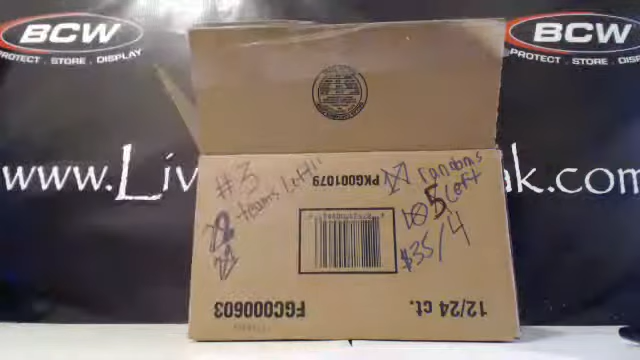 BCW
PROTECT . STORE . DISPLAY
BCW
PROTECT . STORE . DISPLAY
www.Liv
ak.com
#3
teams left!!
PKG001079
randoms
5 left
$35/4
FGC000603
12/24 ct.